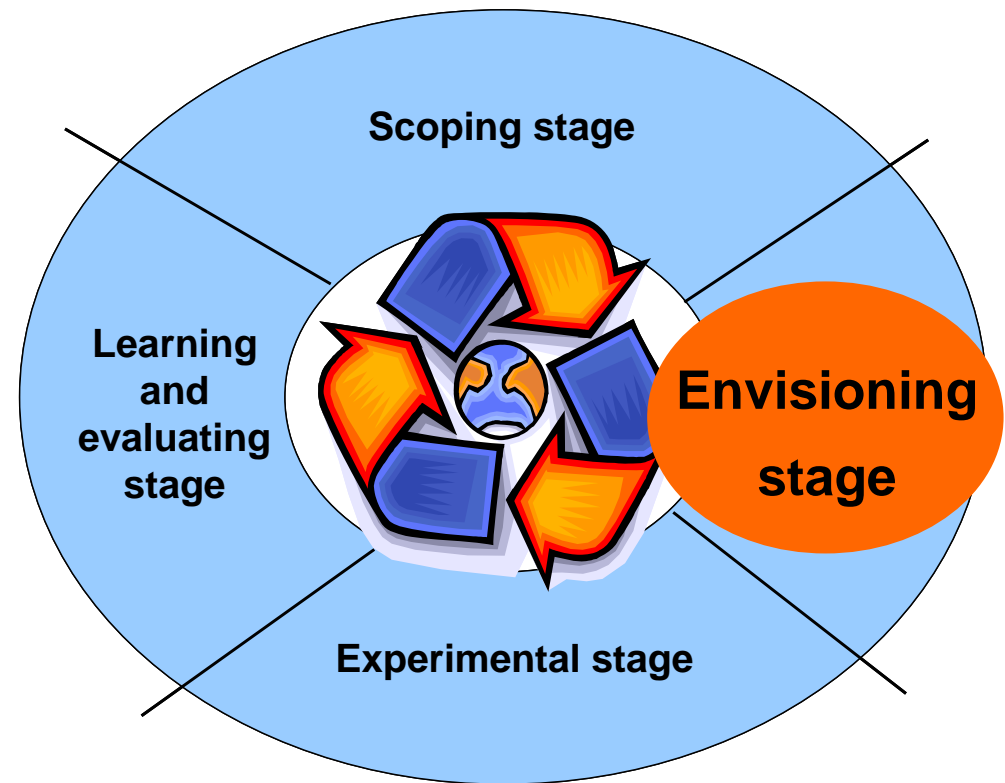 Scoping stage
Envisioning
stage
Experimental stage
Learning
and
evaluating
stage